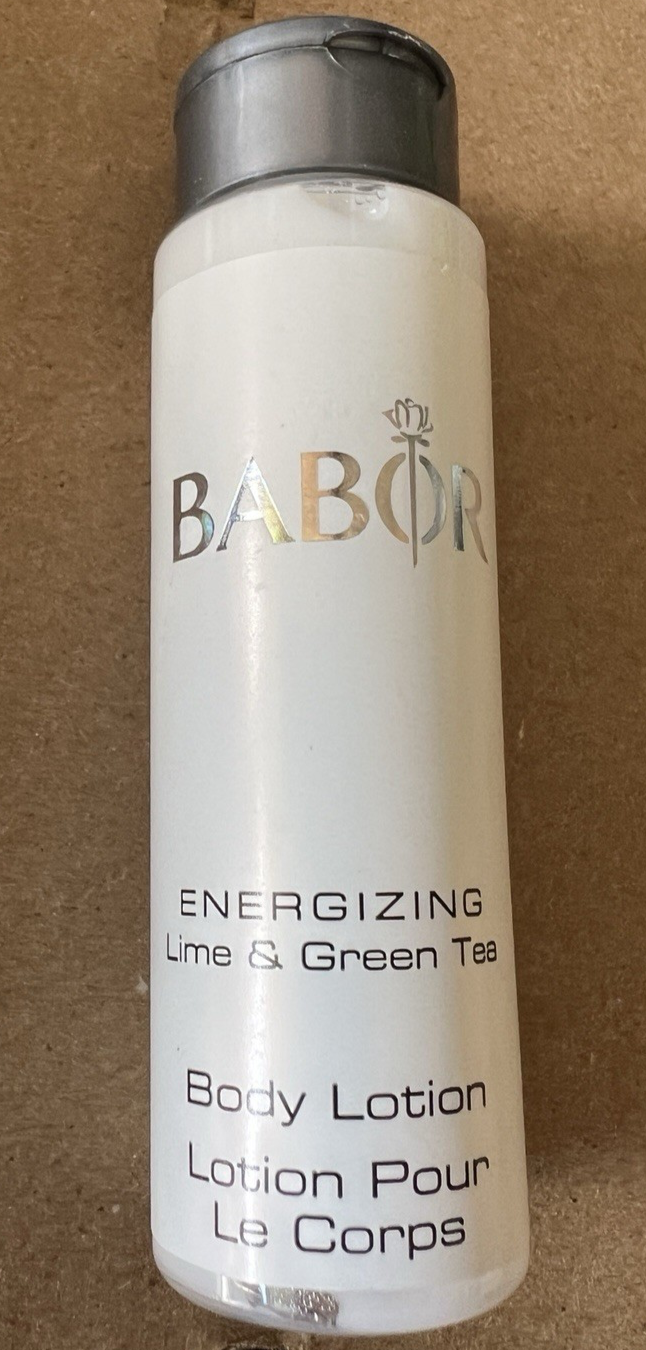 BABOR
ENERGIZING
Lime & Green Tea
Body Lotion
Lotion Pour
Le Corps